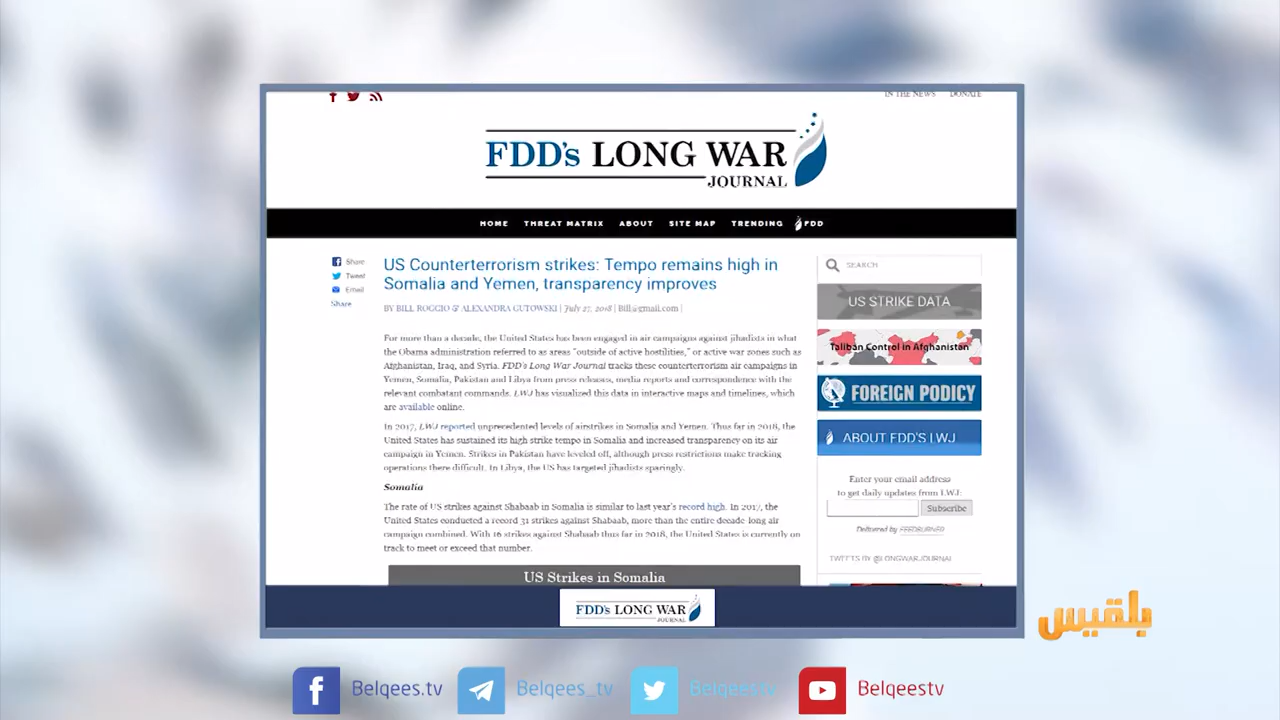 IN THE NEWS DONATE
FDD's LONG WAR
JOURNAL
HOME THREAT MATRIX ABOUT SITE MAP TRENDING FDD
Share
Tweet
Email
Share
US Counterterrorism strikes: Tempo remains high in
Somalia and Yemen, transparency improves
BY BILL ROGGIO & ALEXANDRA GUTOWSKI | July 27, 2018 | Bill@gmail.com |
For more than a decade, the United States has been engaged in air campaigns against jihadists in what
the Obama administration referred to as areas "outside of active hostilities," or active war zones such as
Afghanistan, Iraq, and Syria. FDD's Long War Journal tracks these counterterrorism air campaigns in
Yemen, Somalia, Pakistan and Libya from press releases, media reports and correspondence with the
relevant combatant commands. LWJ has visualized this data in interactive maps and timelines, which
are available online.
In 2017, LWJ reported unprecedented levels of airstrikes in Somalia and Yemen. Thus far in 2018, the
United States has sustained its high strike tempo in Somalia and increased transparency on its air
campaign in Yemen. Strikes in Pakistan have leveled off, although press restrictions make tracking
operations there difficult. In Libya, the US has targeted jihadists sparingly.
Somalia
The rate of US strikes against Shabaab in Somalia is similar to last year's record high. In 2017, the
United States conducted a record 31 strikes against Shabaab, more than the entire decade-long air
campaign combined. With 16 strikes against Shabaab thus far in 2018, the United States is currently on
track to meet or exceed that number.
US Strikes in Somalia
SEARCH
US STRIKE DATA
Taliban Control in Afghanistan
FOREIGN PODICY
ABOUT FDD'S LWJ
Enter your email address
to get daily updates from LWJ:
Subscribe
Delivered by FEEDBURNER
TWEETS BY @LONGWARJOURNAL
FDD's LONG WAR
JOURNAL
بلقيس
Belqees.tv Belqees_tv Belqeestv Belqeestv